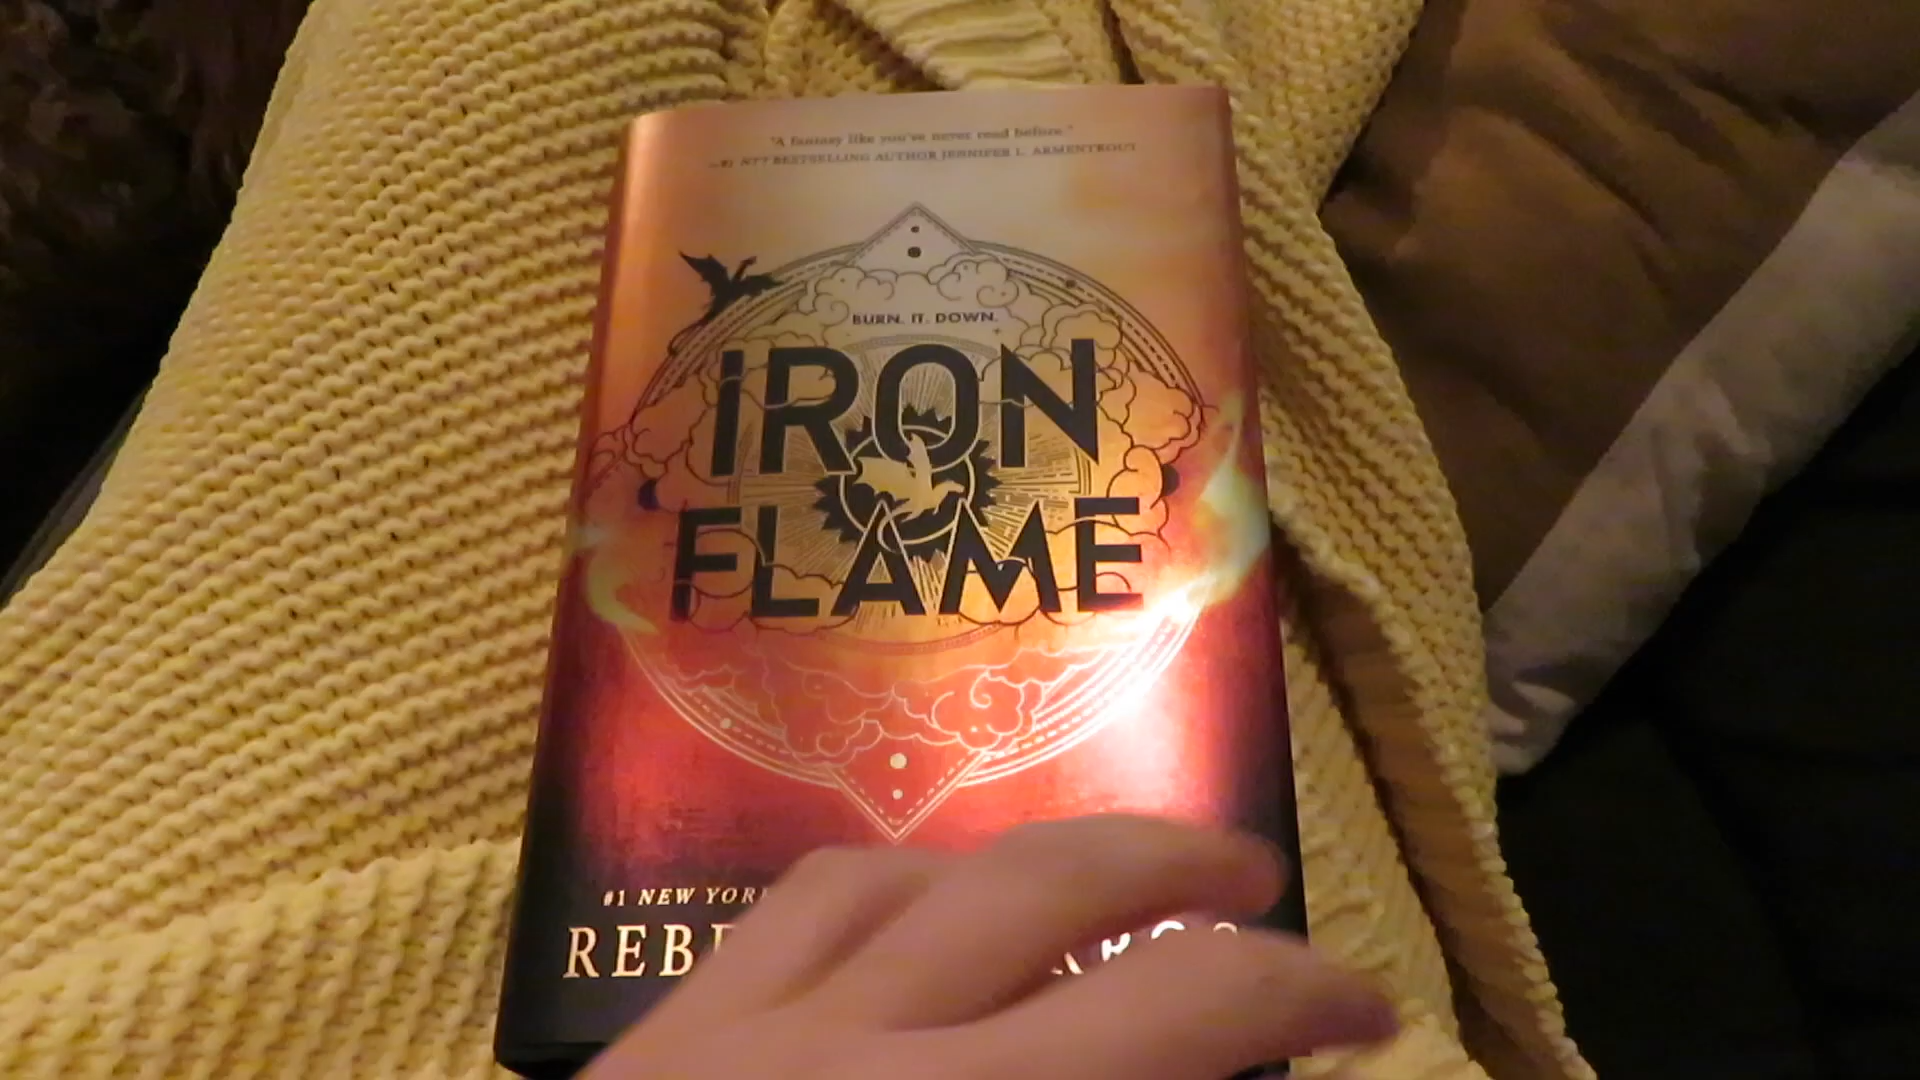 "A fantasy like you've never read before."
—#1 NYT BESTSELLING AUTHOR JENNIFER L. ARMENTROUT
BURN. IT. DOWN.
IRON
FLAME
#1 NEW YORK
REBE ARROS